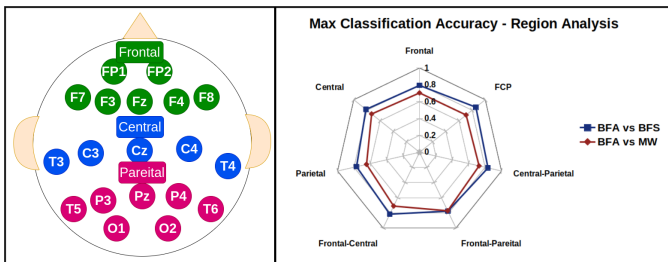 Frontal
FP1 FP2
F7 F3 Fz F4 F8
Central
T3 C3 Cz C4 T4
Pareital
T5 P3 Pz P4 T6
O1 O2
Max Classification Accuracy - Region Analysis
Frontal
FCP
Central-Parietal
Frontal-Pareital
Frontal-Central
Parietal
Central
1
0.8
0.6
0.4
0.2
0
BFA vs BFS
BFA vs MW